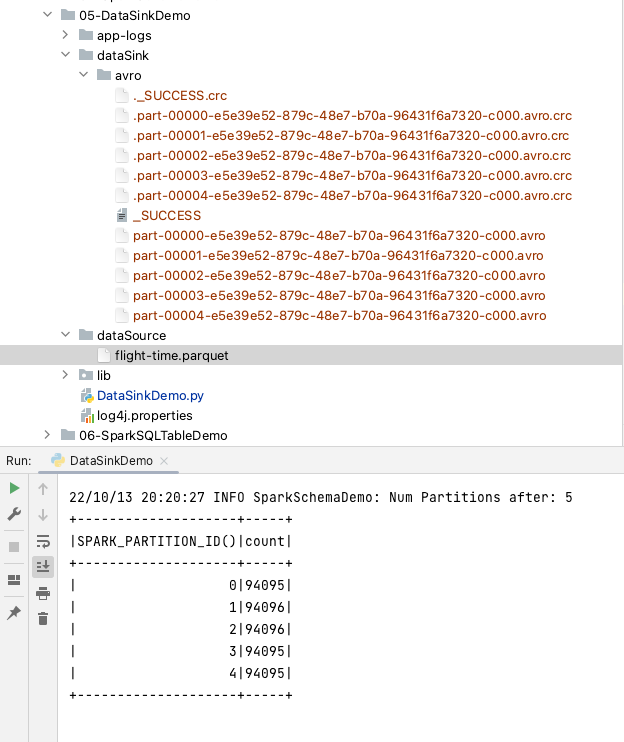 05-DataSinkDemo
app-logs
dataSink
avro
._SUCCESS.crc
.part-00000-e5e39e52-879c-48e7-b70a-96431f6a7320-c000.avro.crc
.part-00001-e5e39e52-879c-48e7-b70a-96431f6a7320-c000.avro.crc
.part-00002-e5e39e52-879c-48e7-b70a-96431f6a7320-c000.avro.crc
.part-00003-e5e39e52-879c-48e7-b70a-96431f6a7320-c000.avro.crc
.part-00004-e5e39e52-879c-48e7-b70a-96431f6a7320-c000.avro.crc
_SUCCESS
part-00000-e5e39e52-879c-48e7-b70a-96431f6a7320-c000.avro
part-00001-e5e39e52-879c-48e7-b70a-96431f6a7320-c000.avro
part-00002-e5e39e52-879c-48e7-b70a-96431f6a7320-c000.avro
part-00003-e5e39e52-879c-48e7-b70a-96431f6a7320-c000.avro
part-00004-e5e39e52-879c-48e7-b70a-96431f6a7320-c000.avro
dataSource
flight-time.parquet
lib
DataSinkDemo.py
log4j.properties
06-SparkSQLTableDemo
Run: DataSinkDemo
22/10/13 20:20:27 INFO SparkSchemaDemo: Num Partitions after: 5
+--------------------+-----+
|SPARK_PARTITION_ID()|count|
+--------------------+-----+
|                   0|94095|
|                   1|94096|
|                   2|94096|
|                   3|94095|
|                   4|94095|
+--------------------+-----+